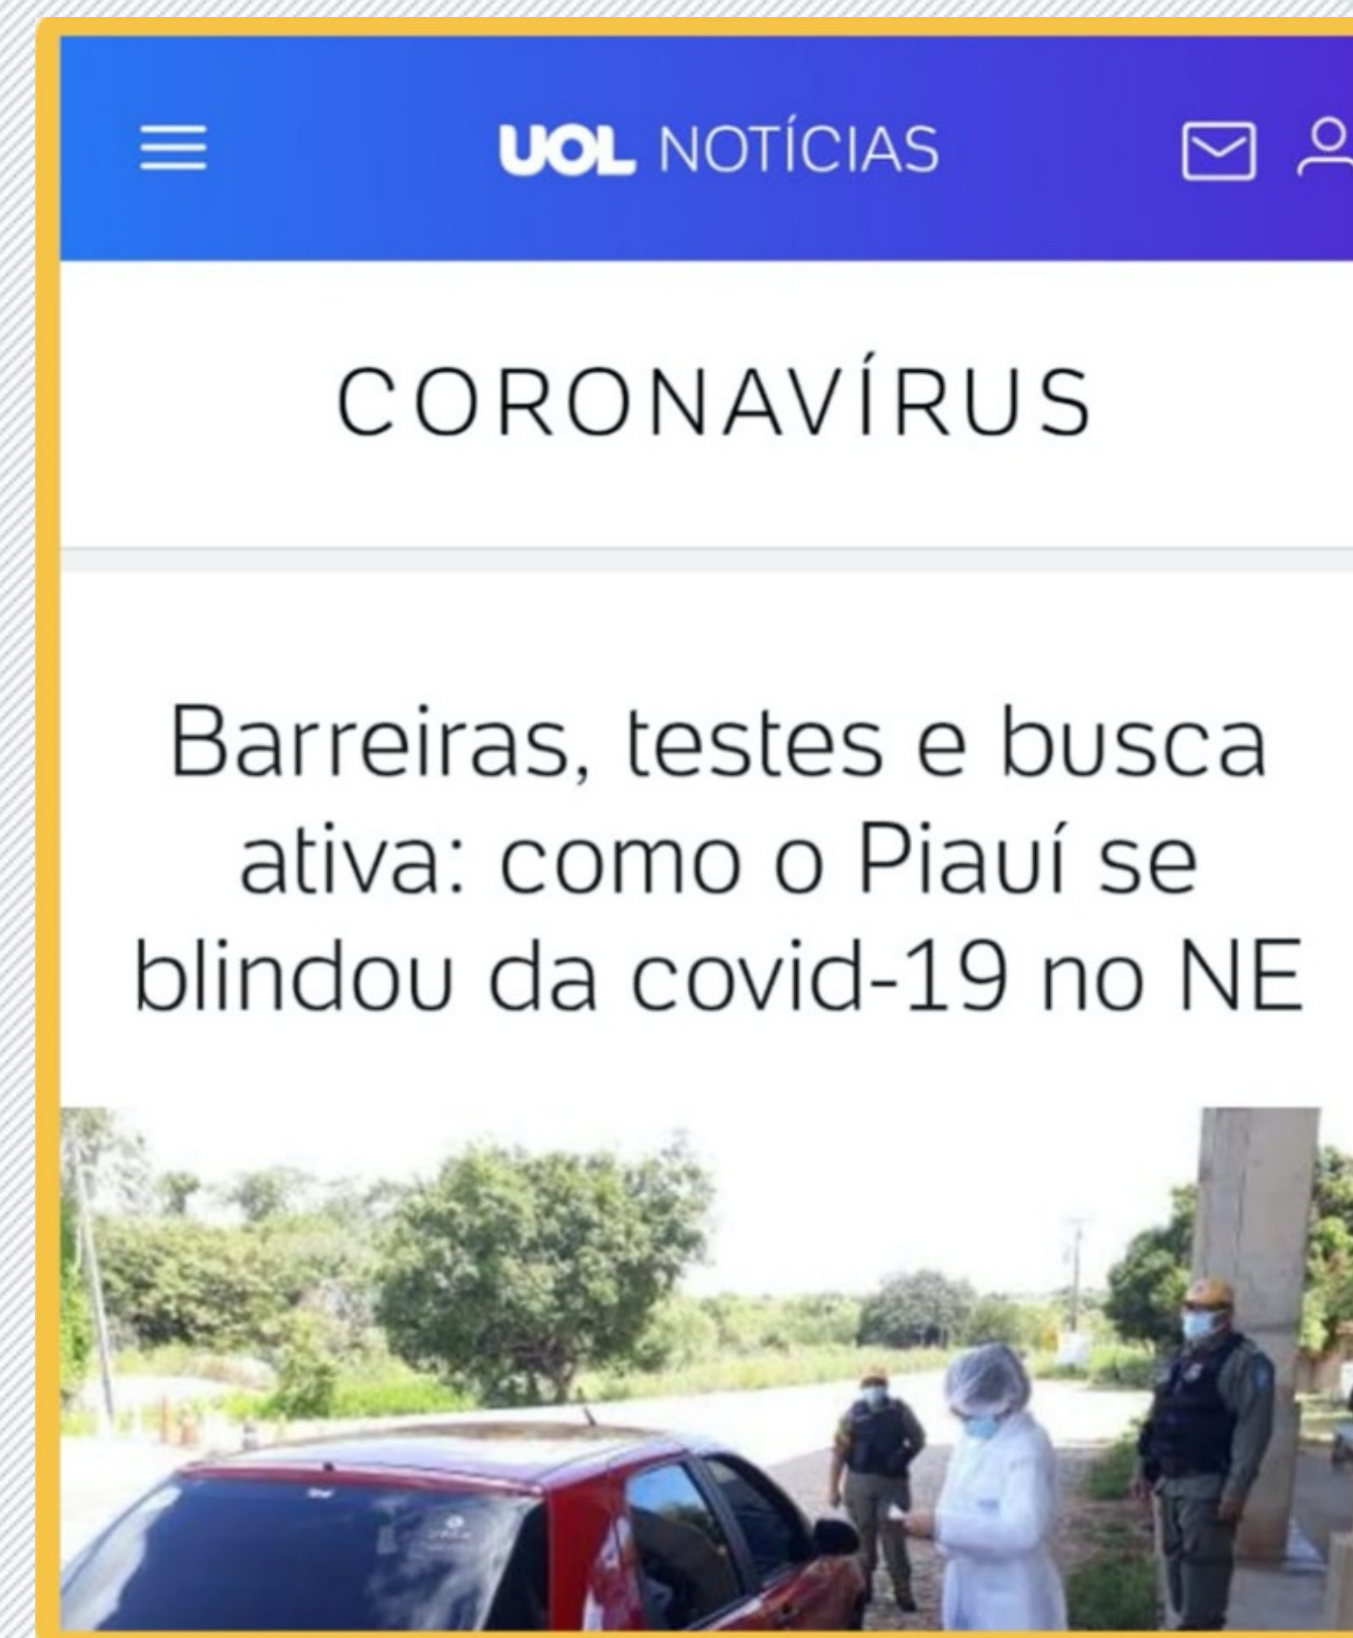 UOL NOTÍCIAS
CORONAVÍRUS
Barreiras, testes e busca
ativa: como o Piauí se
blindou da covid-19 no NE